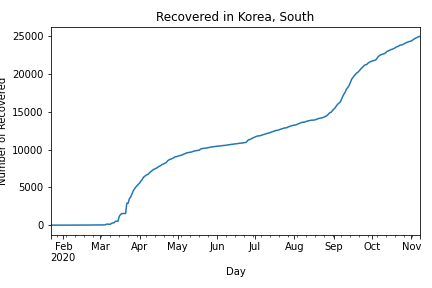 Recovered in Korea, South
Number of Recovered
25000
20000
15000
10000
5000
0
Feb Mar Apr May Jun Jul Aug Sep Oct Nov
2020
Day